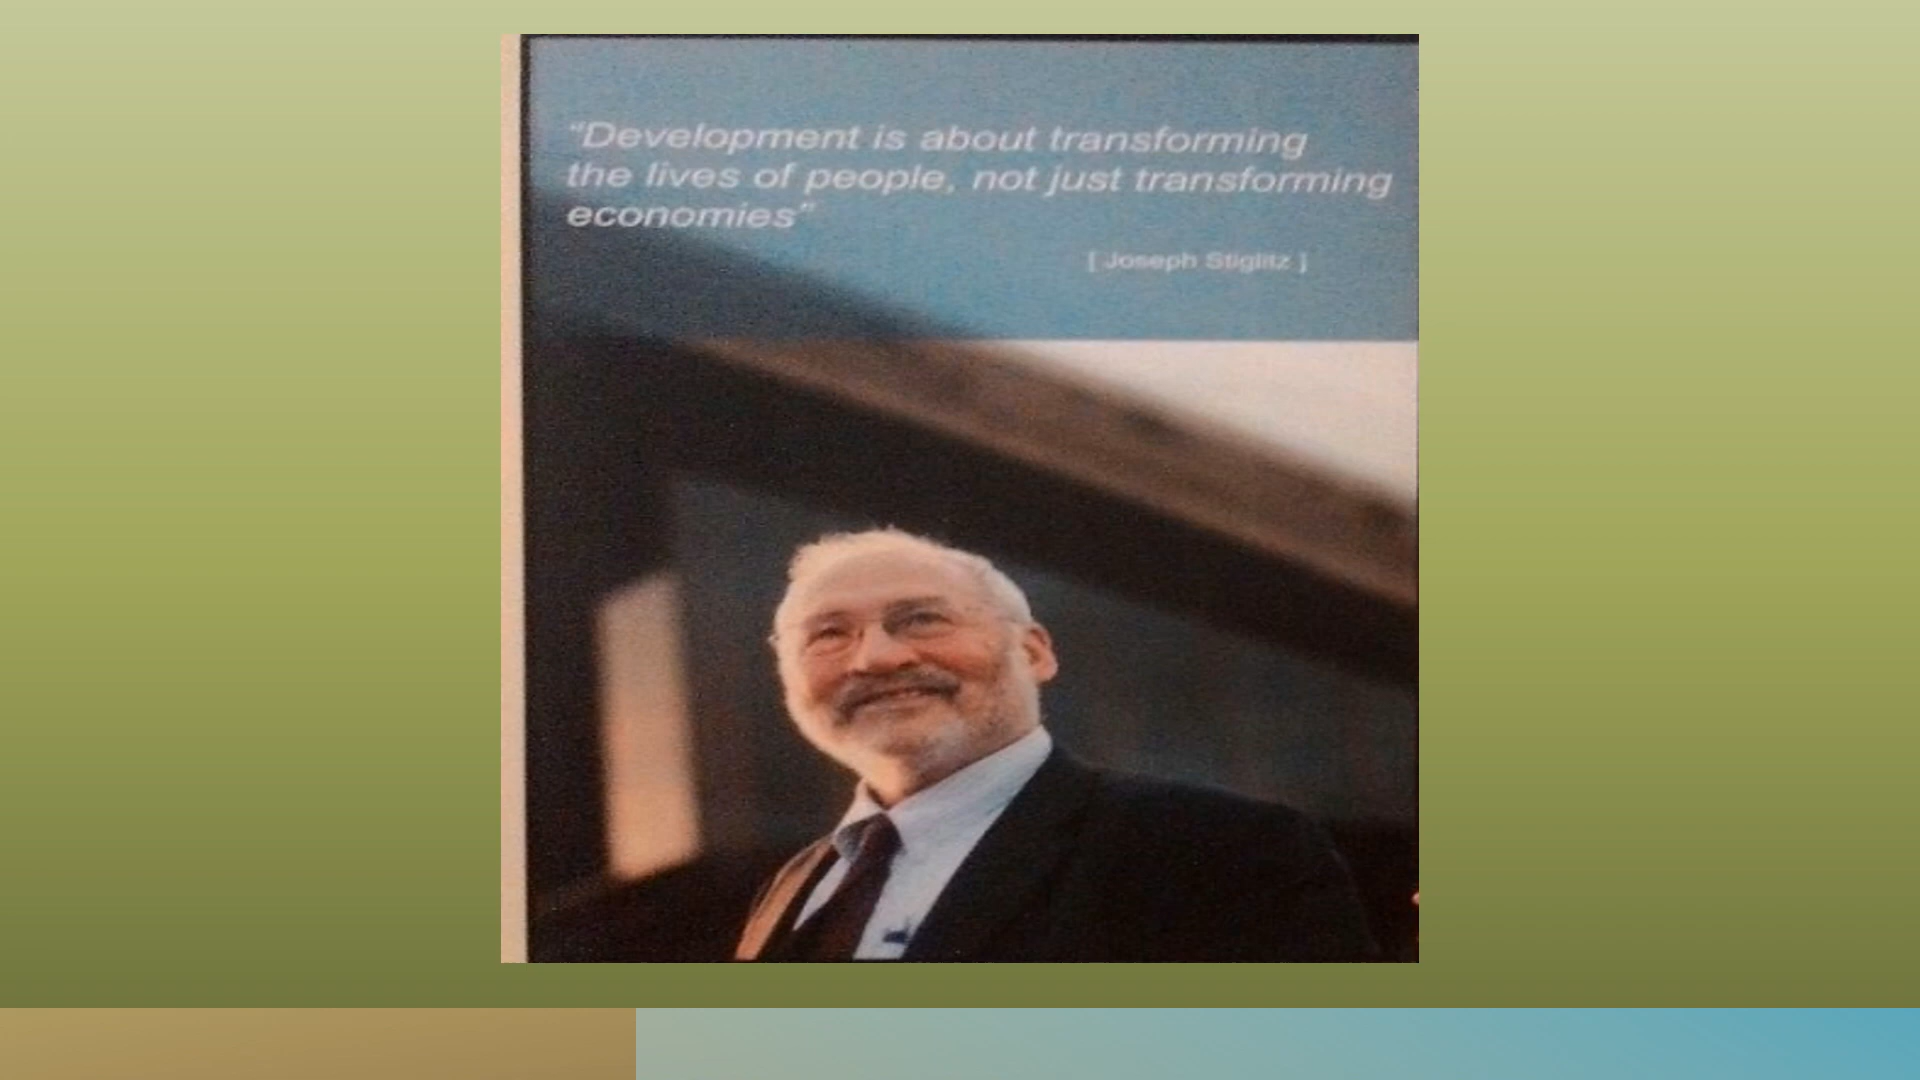 “Development is about transforming
the lives of people, not just transforming
economies”
[ Joseph Stiglitz ]